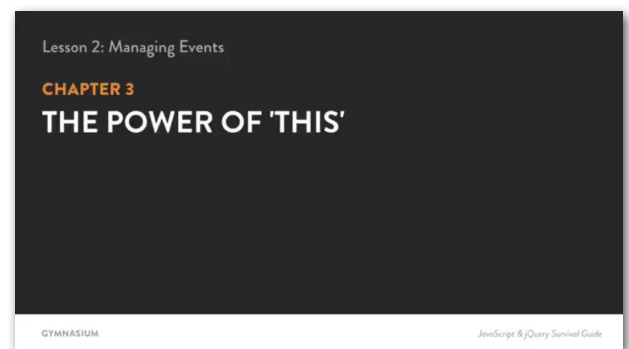 Lesson 2: Managing Events
CHAPTER 3
THE POWER OF 'THIS'
GYMNASIUM
JavaScript & jQuery Survival Guide